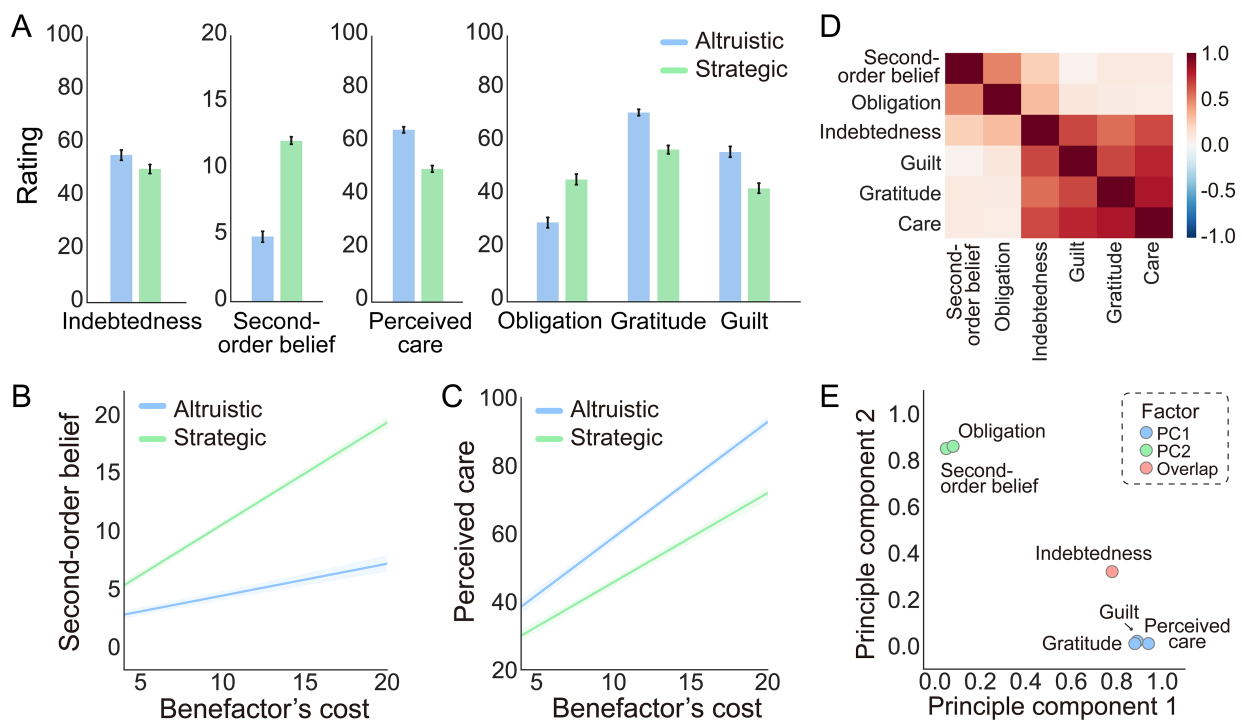 A
Rating
100
80
60
40
20
0
Indebtedness
20
15
10
5
0
Second-
order belief
100
80
60
40
20
0
Perceived
care
100
80
60
40
20
0
Obligation
Gratitude
Guilt
Altruistic
Strategic
D
Second-
order belief
Obligation
Indebtedness
Guilt
Gratitude
Care
Second-
order belief
Obligation
Indebtedness
Guilt
Gratitude
Care
1.0
0.5
0.0
-0.5
-1.0
B
Second-order belief
20
15
10
5
0
Altruistic
Strategic
5
10
15
20
Benefactor's cost
C
Perceived care
100
80
60
40
20
Altruistic
Strategic
5
10
15
20
Benefactor's cost
E
Principle component 2
1.0
0.8
0.6
0.4
0.2
0.0
Obligation
Second-
order belief
Factor
PC1
PC2
Overlap
Indebtedness
Guilt
Gratitude
Perceived
care
0.0 0.2 0.4 0.6 0.8 1.0
Principle component 1